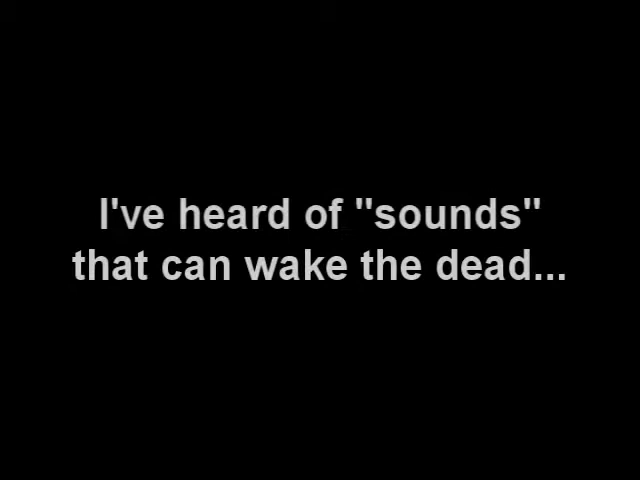 I've heard of "sounds"
that can wake the dead...